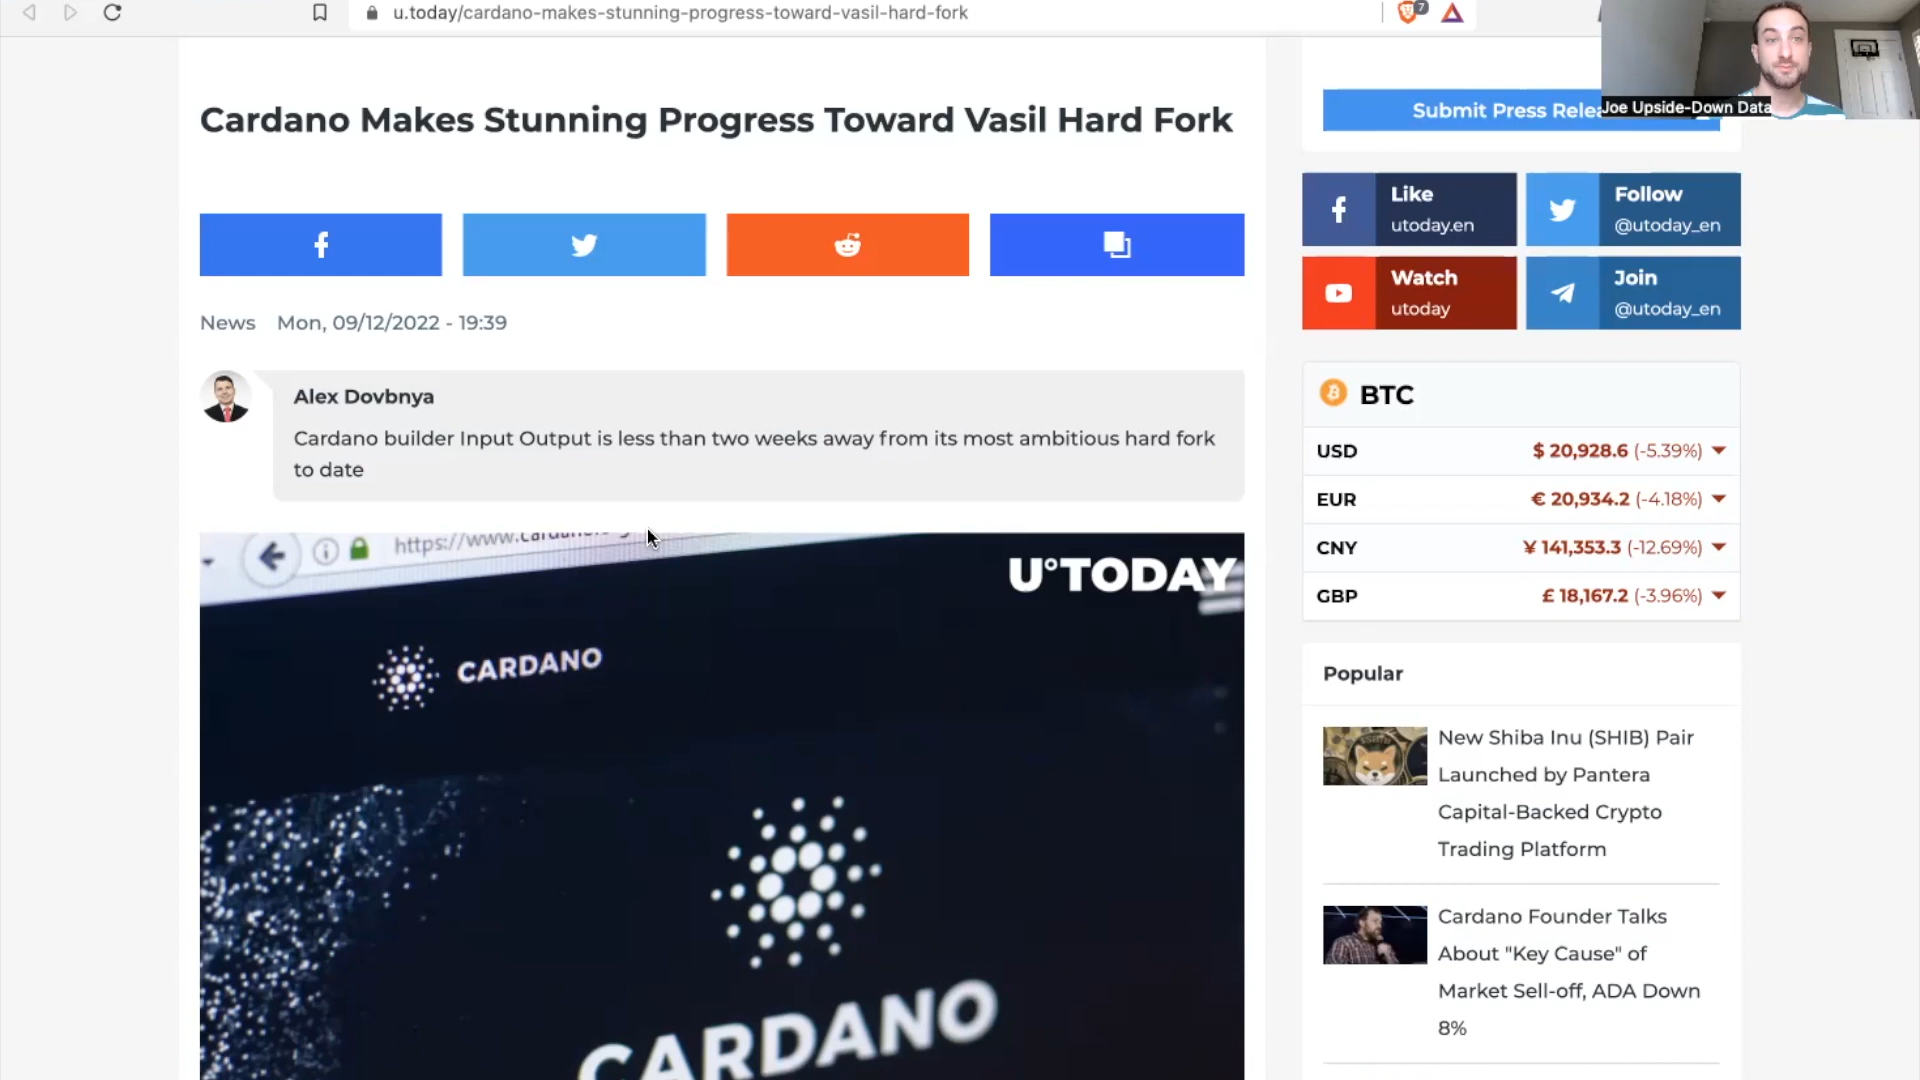 u.today/cardano-makes-stunning-progress-toward-vasil-hard-fork
7
Joe Upside-Down Data
Cardano Makes Stunning Progress Toward Vasil Hard Fork
News Mon, 09/12/2022 - 19:39
Alex Dovbnya
Cardano builder Input Output is less than two weeks away from its most ambitious hard fork
to date
https://www.cardano
U°TODAY
CARDANO
CARDANO
Submit Press
Like
utoday.en
Follow
@utoday_en
Watch
utoday
Join
@utoday_en
BTC
USD $ 20,928.6 (-5.39%)
EUR € 20,934.2 (-4.18%)
CNY ¥ 141,353.3 (-12.69%)
GBP £ 18,167.2 (-3.96%)
Popular
New Shiba Inu (SHIB) Pair
Launched by Pantera
Capital-Backed Crypto
Trading Platform
Cardano Founder Talks
About "Key Cause" of
Market Sell-off, ADA Down
8%